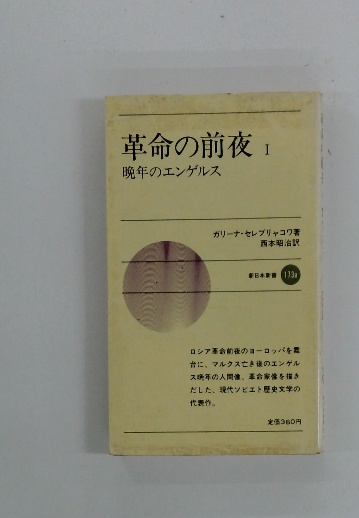 革命の前夜 I
晩年のエンゲルス
ガリーナ・セレブリャコワ著
西本昭治訳
新日本新書 173a
ロシア革命前夜のヨーロッパを舞
台に、マルクス亡き後のエンゲル
ス晩年の人間像、革命家像を描き
だした、現代ソビエト歴史文学の
代表作。
定価380円